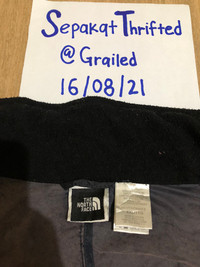 Sepakat Thrifted
@ Grailed
16/08/21
THE
NORTH
FACE